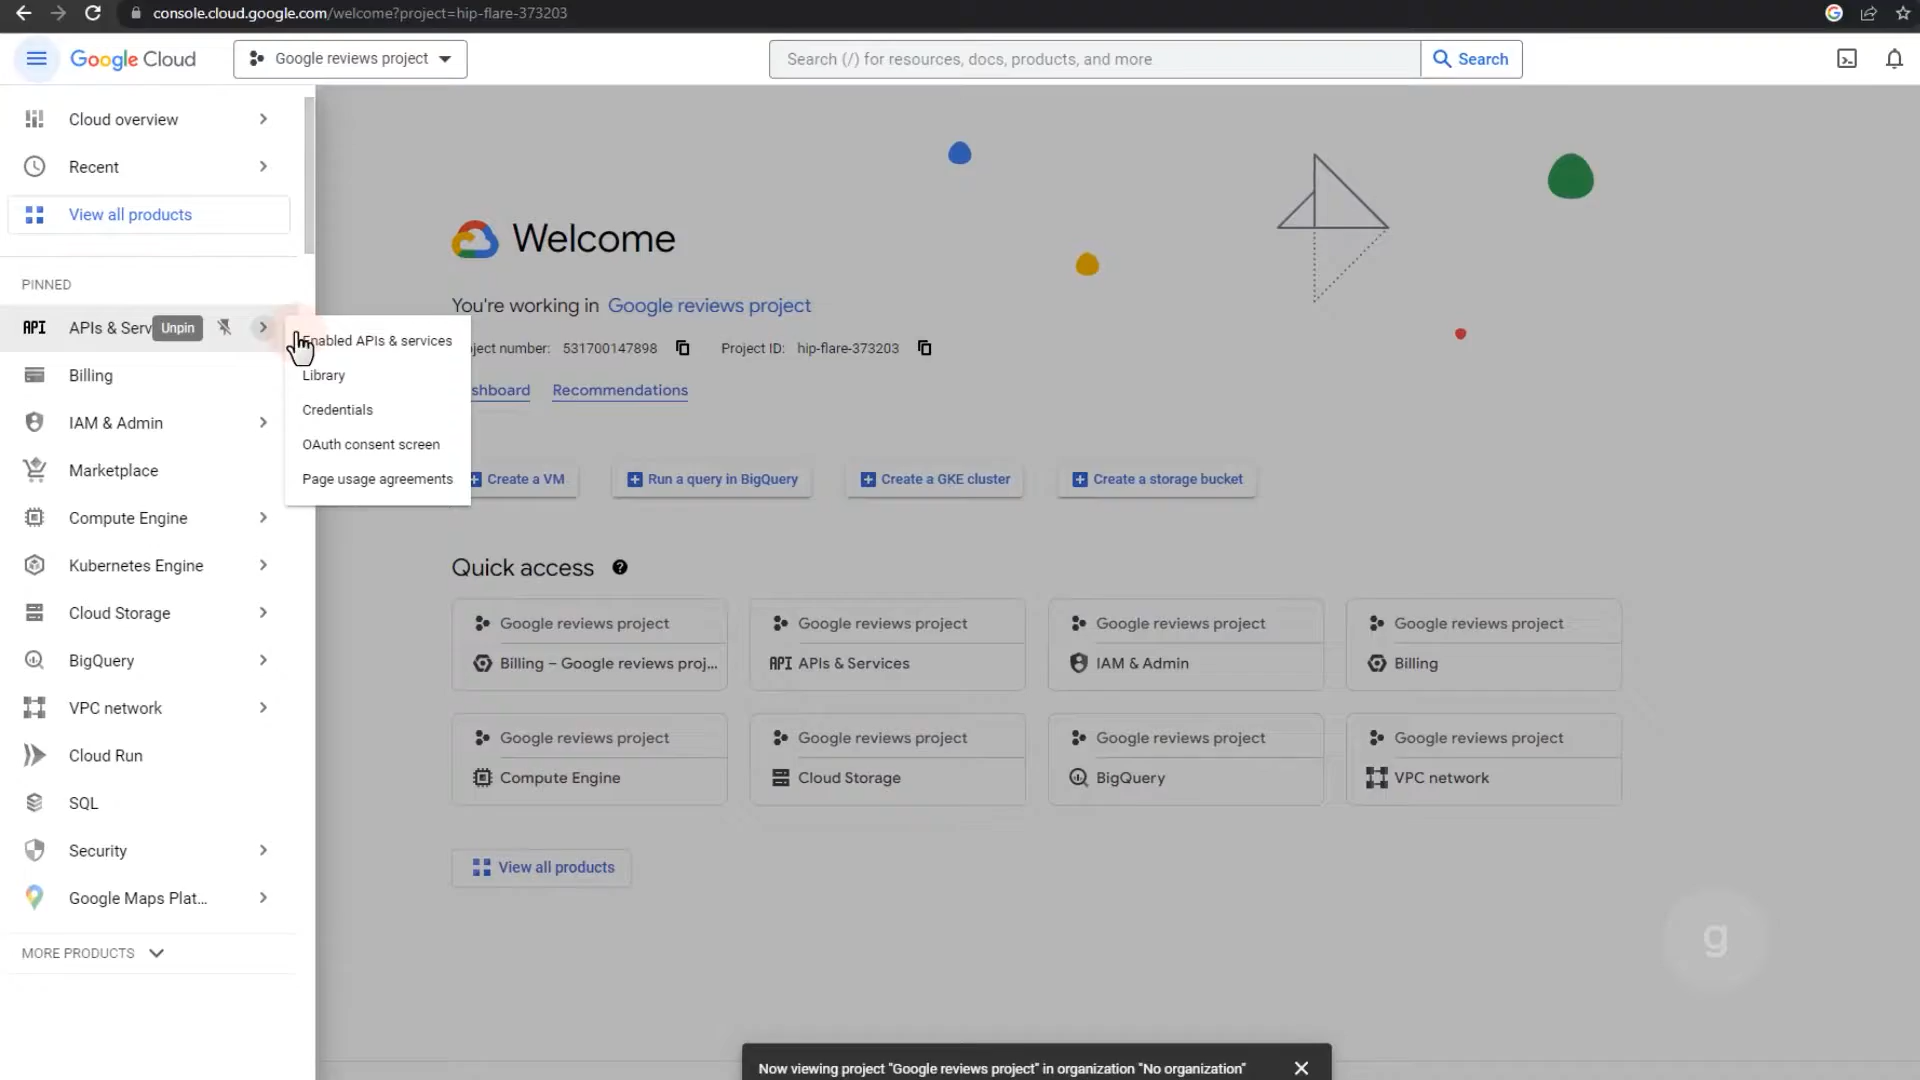 console.cloud.google.com/welcome?project=hip-flare-373203
Google Cloud
Google reviews project
Search (/) for resources, docs, products, and more
Search
Cloud overview
Recent
View all products
PINNED
API APIs & Serv
Unpin
Billing
IAM & Admin
Marketplace
Compute Engine
Kubernetes Engine
Cloud Storage
BigQuery
VPC network
Cloud Run
SQL
Security
Google Maps Plat...
MORE PRODUCTS
Enabled APIs & services
Library
Credentials
OAuth consent screen
Page usage agreements
Welcome
You're working in Google reviews project
ject number: 531700147898 Project ID: hip-flare-373203
shboard Recommendations
Create a VM
Run a query in BigQuery
Create a GKE cluster
Create a storage bucket
Quick access
Google reviews project
Billing – Google reviews proj...
Google reviews project
API APIs & Services
Google reviews project
IAM & Admin
Google reviews project
Billing
Google reviews project
Compute Engine
Google reviews project
Cloud Storage
Google reviews project
BigQuery
Google reviews project
VPC network
View all products
g
Now viewing project "Google reviews project" in organization "No organization"